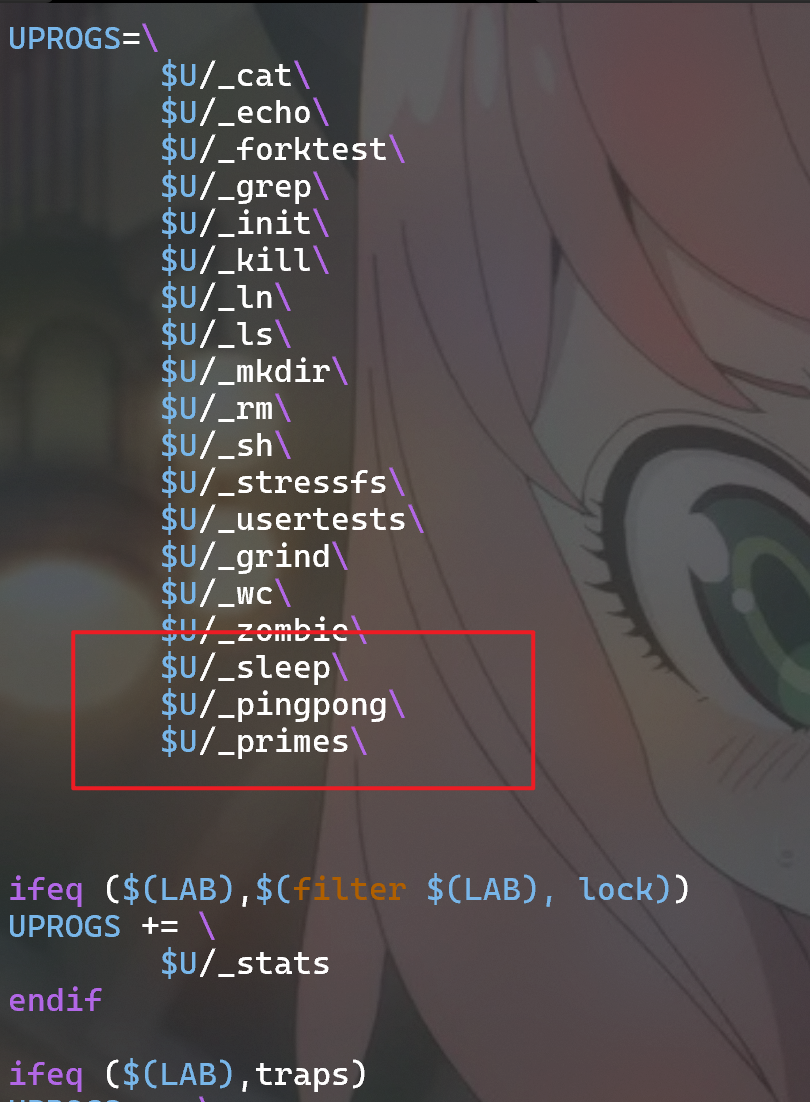 UPROGS=\
$U/_cat\
$U/_echo\
$U/_forktest\
$U/_grep\
$U/_init\
$U/_kill\
$U/_ln\
$U/_ls\
$U/_mkdir\
$U/_rm\
$U/_sh\
$U/_stressfs\
$U/_usertests\
$U/_grind\
$U/_wc\
$U/_zombie\
$U/_sleep\
$U/_pingpong\
$U/_primes\
ifeq ($(LAB),$(filter $(LAB), lock))
UPROGS += \
$U/_stats
endif
ifeq ($(LAB),traps)